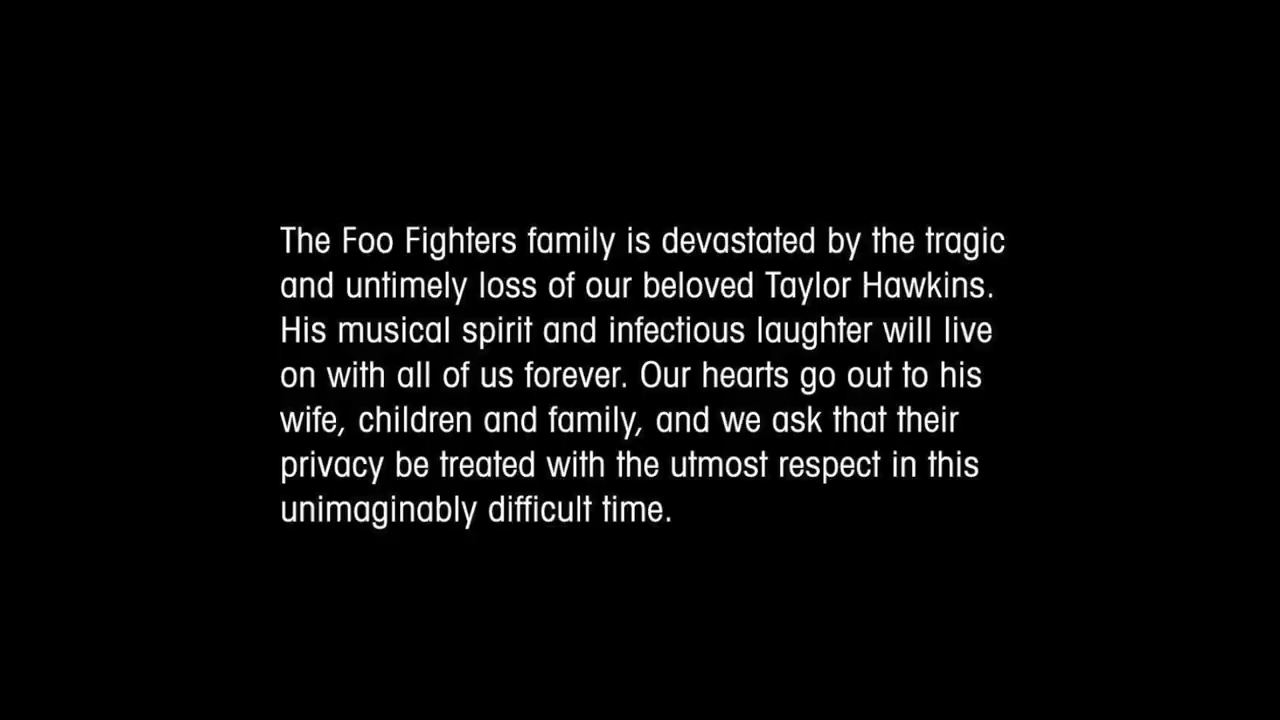 The Foo Fighters family is devastated by the tragic
and untimely loss of our beloved Taylor Hawkins.
His musical spirit and infectious laughter will live
on with all of us forever. Our hearts go out to his
wife, children and family, and we ask that their
privacy be treated with the utmost respect in this
unimaginably difficult time.